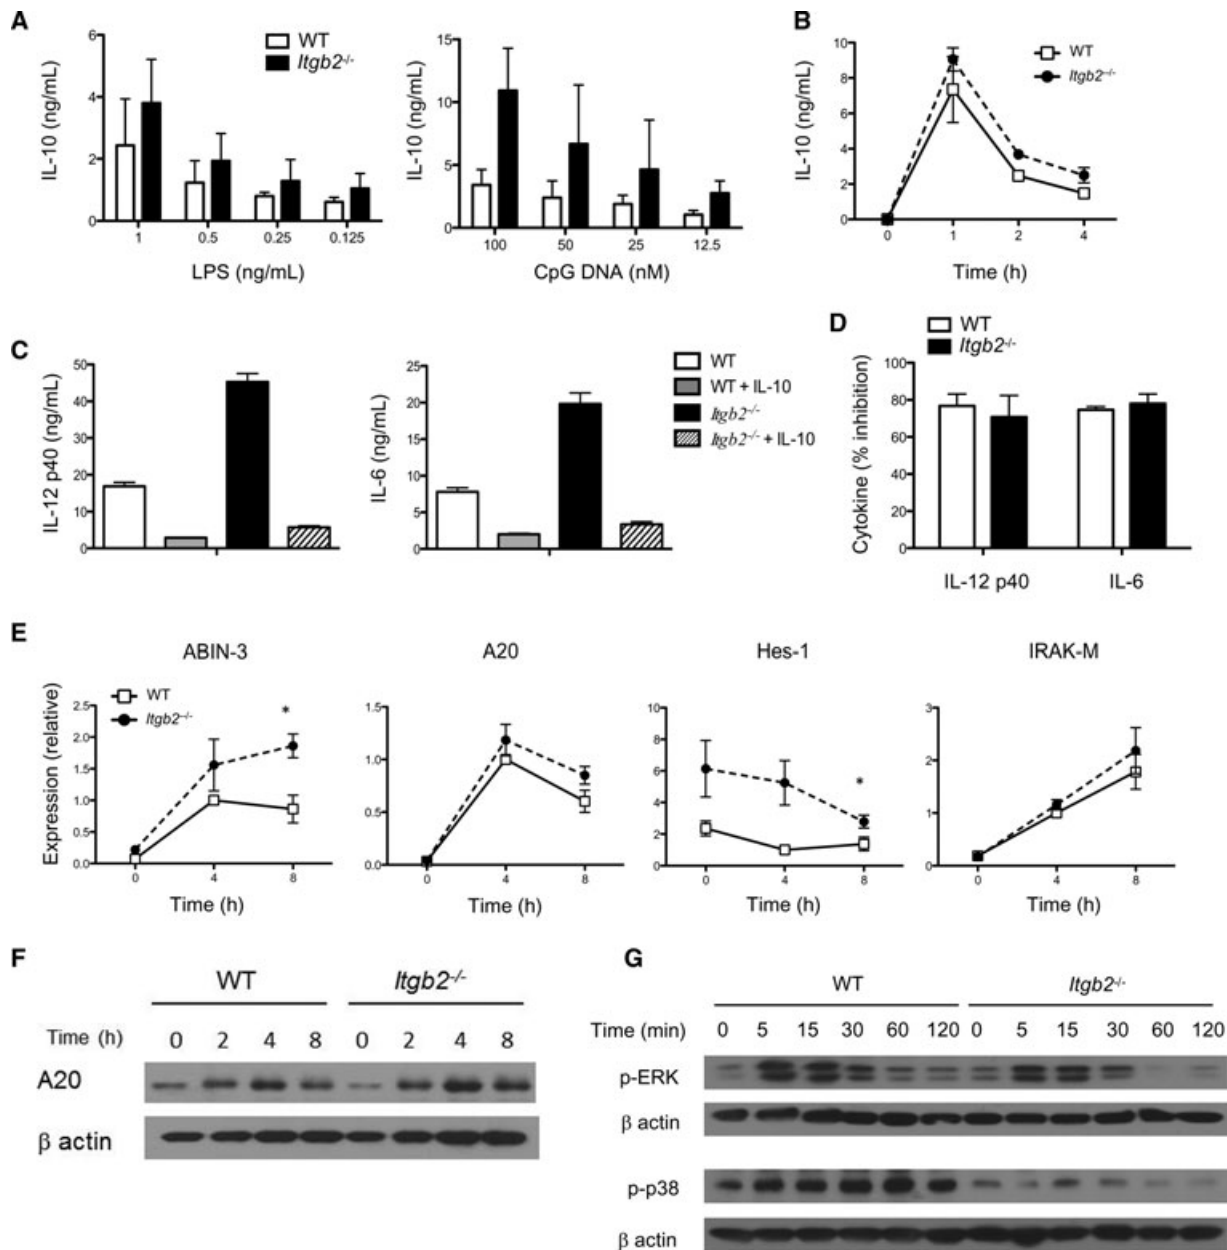 A
IL-10 (ng/mL)
6
4
2
0
WT
Itgb2-/-
1 0.5 0.25 0.125
LPS (ng/mL)
IL-10 (ng/mL)
15
10
5
0
100 50 25 12.5
CpG DNA (nM)
B
IL-10 (ng/mL)
10
8
6
4
2
0
WT
Itgb2-/-
0 1 2 4
Time (h)
C
IL-12 p40 (ng/mL)
50
40
30
20
10
0
IL-6 (ng/mL)
25
20
15
10
5
0
WT
WT + IL-10
Itgb2-/-
Itgb2-/- + IL-10
D
WT
Itgb2-/-
Cytokine (% inhibition)
100
80
60
40
20
0
IL-12 p40 IL-6
E
ABIN-3
Expression (relative)
WT
Itgb2-/-
2.5
2.0
1.5
1.0
0.5
0.0
*
0 4 8
Time (h)
A20
1.5
1.0
0.5
0.0
0 4 8
Time (h)
Hes-1
10
8
6
4
2
0
*
0 4 8
Time (h)
IRAK-M
3
2
1
0
0 4 8
Time (h)
F
WT Itgb2-/-
Time (h) 0 2 4 8 0 2 4 8
A20
β actin
G
WT Itgb2-/-
Time (min) 0 5 15 30 60 120 0 5 15 30 60 120
p-ERK
β actin
p-p38
β actin